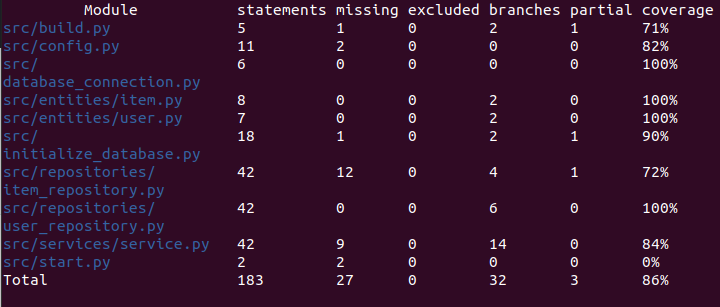 Module statements missing excluded branches partial coverage
src/build.py 5 1 0 2 1 71%
src/config.py 11 2 0 0 0 82%
src/ 6 0 0 0 0 100%
database_connection.py
src/entities/item.py 8 0 0 2 0 100%
src/entities/user.py 7 0 0 2 0 100%
src/ 18 1 0 2 1 90%
initialize_database.py
src/repositories/ 42 12 0 4 1 72%
item_repository.py
src/repositories/ 42 0 0 6 0 100%
user_repository.py
src/services/service.py 42 9 0 14 0 84%
src/start.py 2 2 0 0 0 0%
Total 183 27 0 32 3 86%